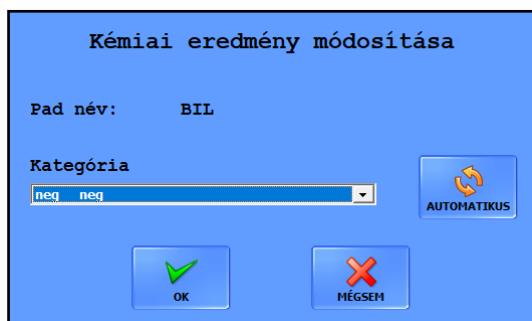 Kémiai eredmény módosítása
Pad név: BIL
Kategória
neg neg
AUTOMATIKUS
OK
MÉGSEM